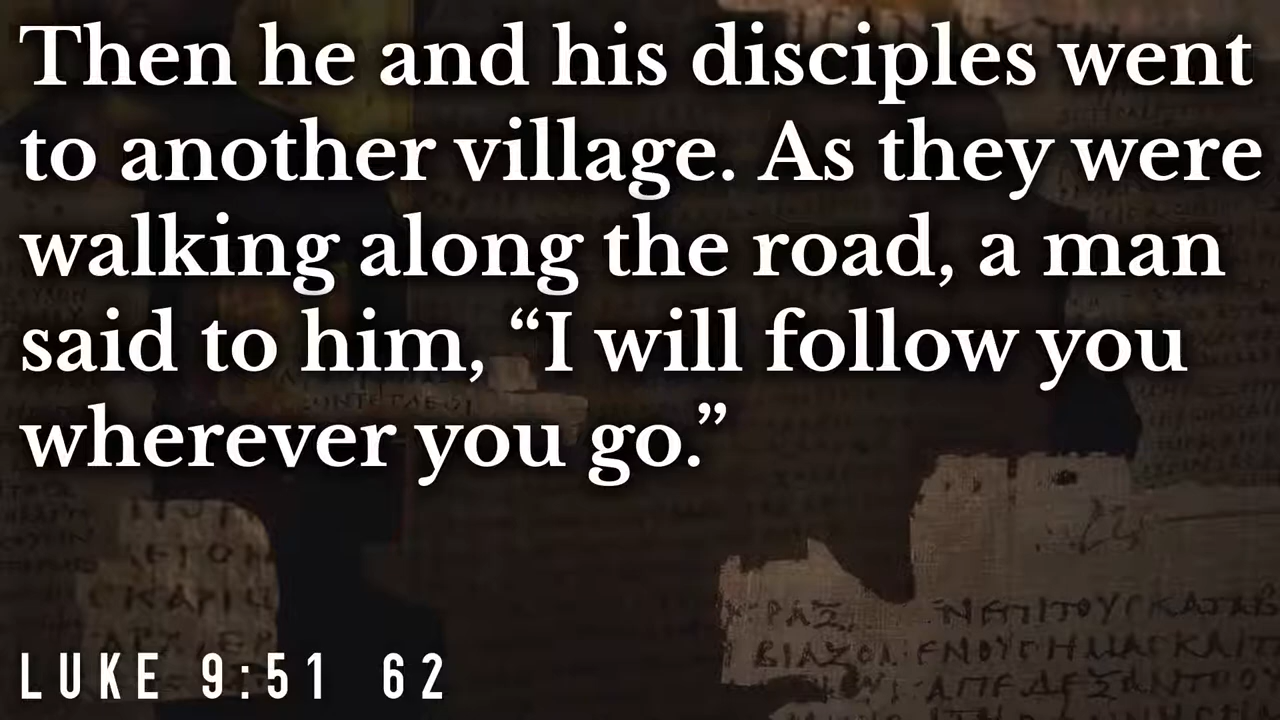 Then he and his disciples went
to another village. As they were
walking along the road, a man
said to him, “I will follow you
wherever you go.”
LUKE 9:51 62